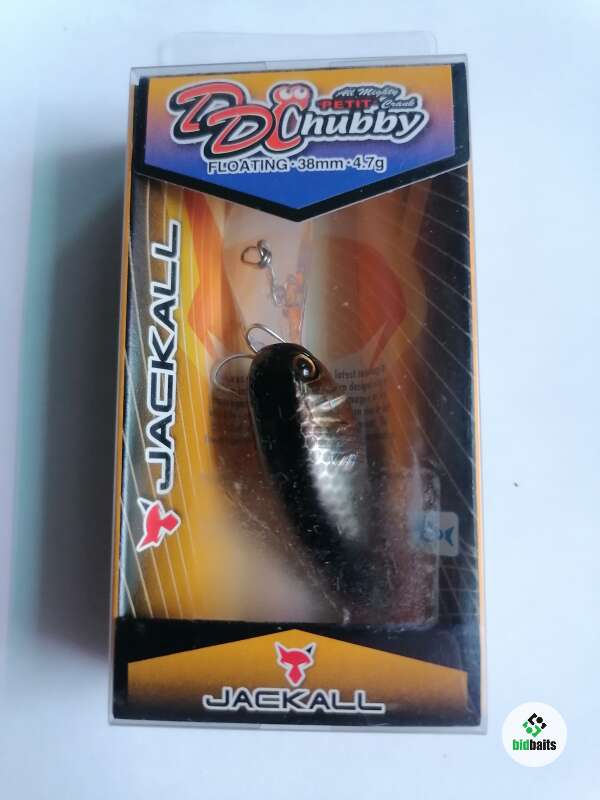 DD Chubby
All Mighty
PETIT Crank
FLOATING・38mm・4.7g
JACKALL
JACKALL
bidbaits